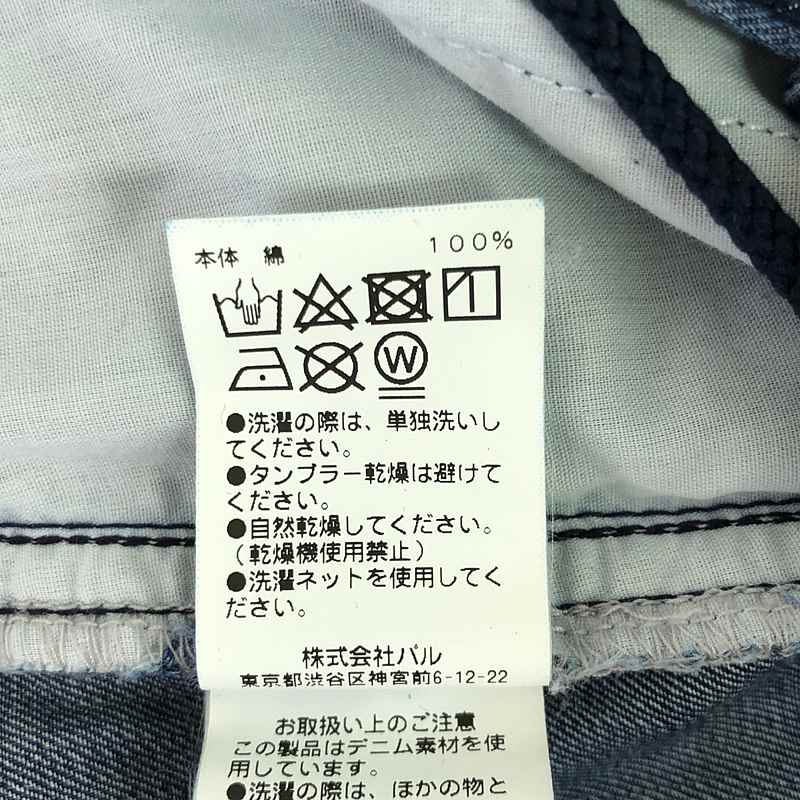 本体 綿 100%
W
●洗濯の際は、単独洗いし
てください。
●タンブラー乾燥は避けて
ください。
●自然乾燥してください。
(乾燥機使用禁止)
●洗濯ネットを使用してく
ださい。
株式会社パル
東京都渋谷区神宮前6-12-22
お取扱い上のご注意
この製品はデニム素材を使
用しています。
●洗濯の際は、ほかの物と